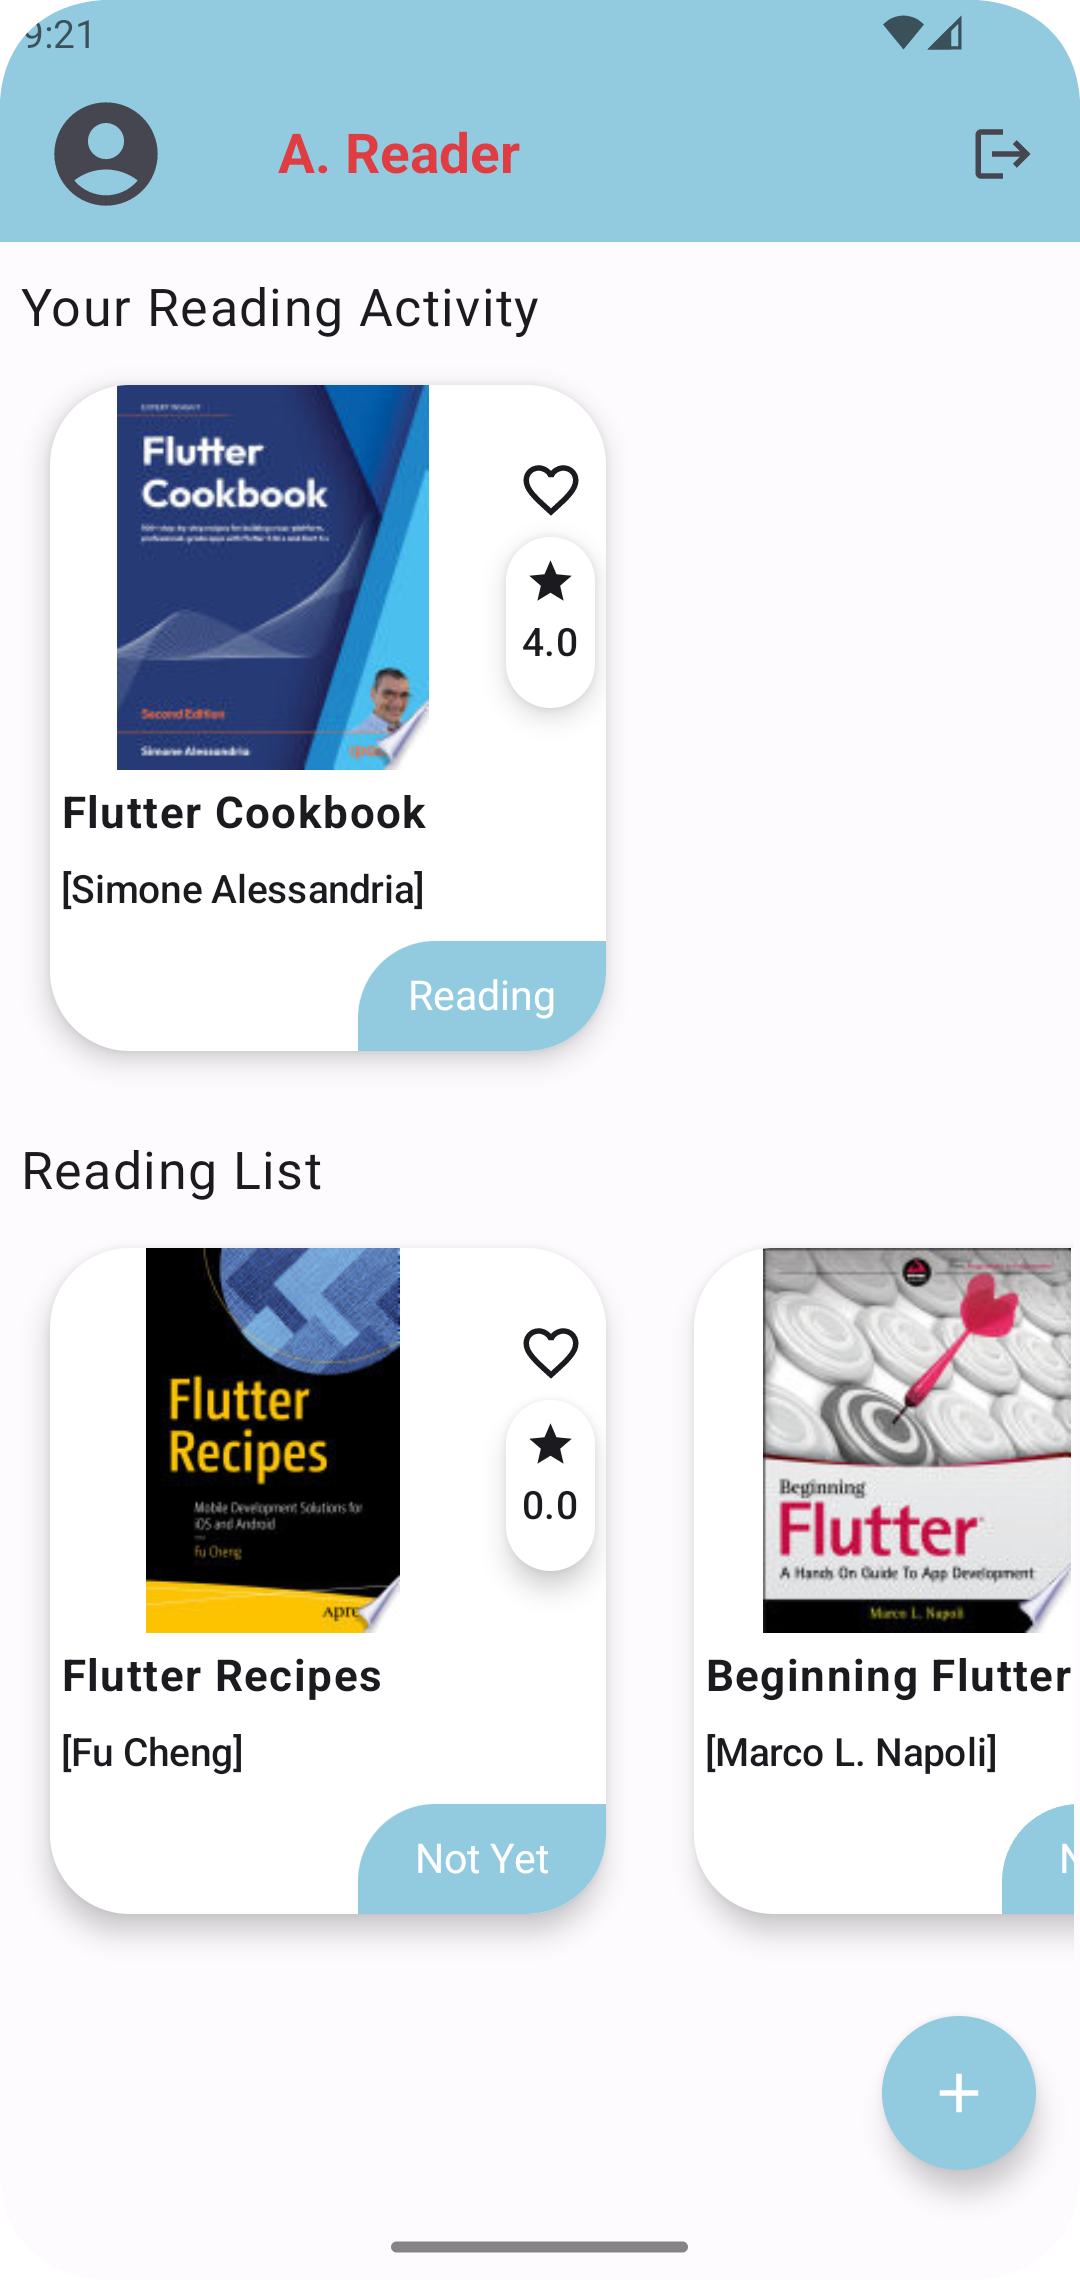 9:21
A. Reader
Your Reading Activity
EXPERT INSIGHT
Flutter
Cookbook
Second Edition
Simone Alessandria
4.0
Flutter Cookbook
[Simone Alessandria]
Reading
Reading List
Flutter
Recipes
Mobile Development Solutions for
iOS and Android
Fu Cheng
0.0
Flutter Recipes
[Fu Cheng]
Not Yet
Beginning
Flutter
A Hands On Guide To App Development
Marco L. Napoli
Beginning Flutter
[Marco L. Napoli]
N